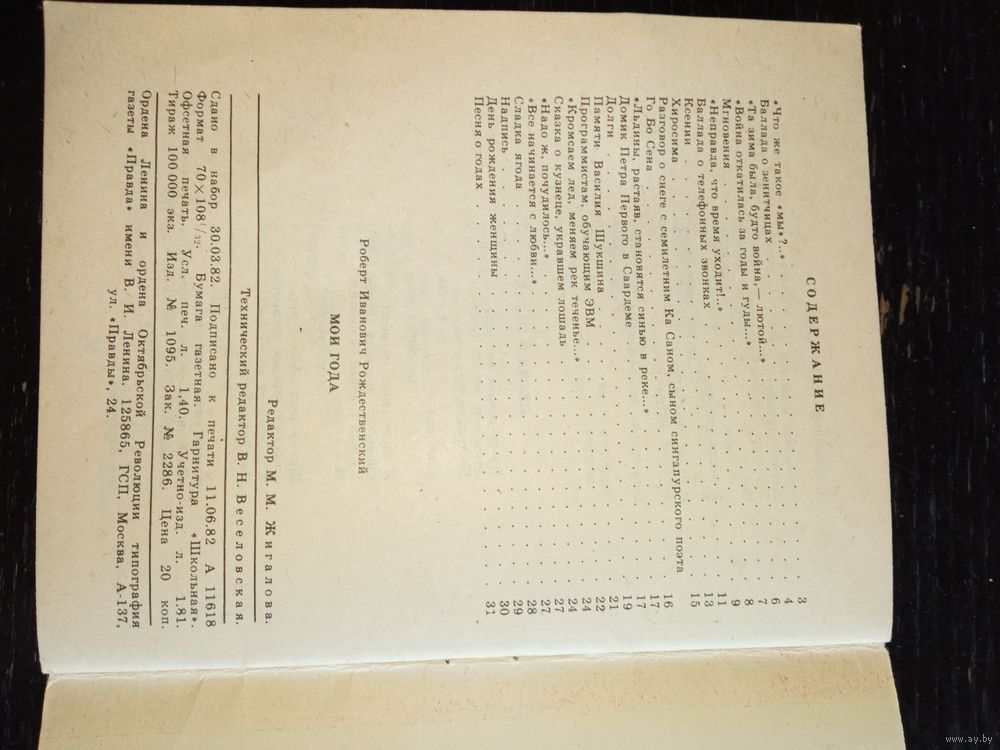 СОДЕРЖАНИЕ
«Что же такое «мы»?..» . . . . . . 3
Баллада о зенитчицах . . . . . . 4
«Та зима была, будто война,— лютой...» . . . . 6
«Война откатилась за годы и гуды...» . . . . 7
Мгновения . . . . . . . . 8
«Неправда, что время уходит!..» . . . . . 9
Баллада о телефонных звонках . . . . . 11
Ксении . . . . . . . . 13
Хиросима . . . . . . . . 15
Разговор о снеге с семилетним Ка Саном, сыном сингапурского поэта
Го Бо Сена . . . . . . . . 16
«Льдины, растаяв, становятся синью в реке...» . . . 17
Домик Петра Первого в Саардеме . . . . . 17
Долги . . . . . . . . 19
Памяти Василия Шукшина . . . . . . 21
Программистам, обучающим ЭВМ . . . . . 22
«Кромсаем лед, меняем рек теченье...» . . . . 24
Сказка о кузнеце, укравшем лошадь . . . . 24
«Надо ж, почудилось...» . . . . . . 27
«Все начинается с любви...» . . . . . 27
Сладка ягода . . . . . . . 28
Надпись . . . . . . . . 29
День рождения женщины . . . . . . 30
Песня о годах . . . . . . . 31
Роберт Иванович Рождественский
МОИ ГОДА
Редактор М. М. Жигалова.
Технический редактор В. Н. Веселовская.
Сдано в набор 30.03.82. Подписано к печати 11.06.82 А 11618
Формат 70×108¹/₃₂. Бумага газетная. Гарнитура «Школьная».
Офсетная печать. Усл. печ. л. 1,40. Учетно-изд. л. 1.81.
Тираж 100 000 экз. Изд. № 1095. Зак. № 2286. Цена 20 коп.
Ордена Ленина и ордена Октябрьской Революции типография
газеты «Правда» имени В. И. Ленина. 125865, ГСП, Москва, А-137,
ул. «Правды», 24.
www.ay.by